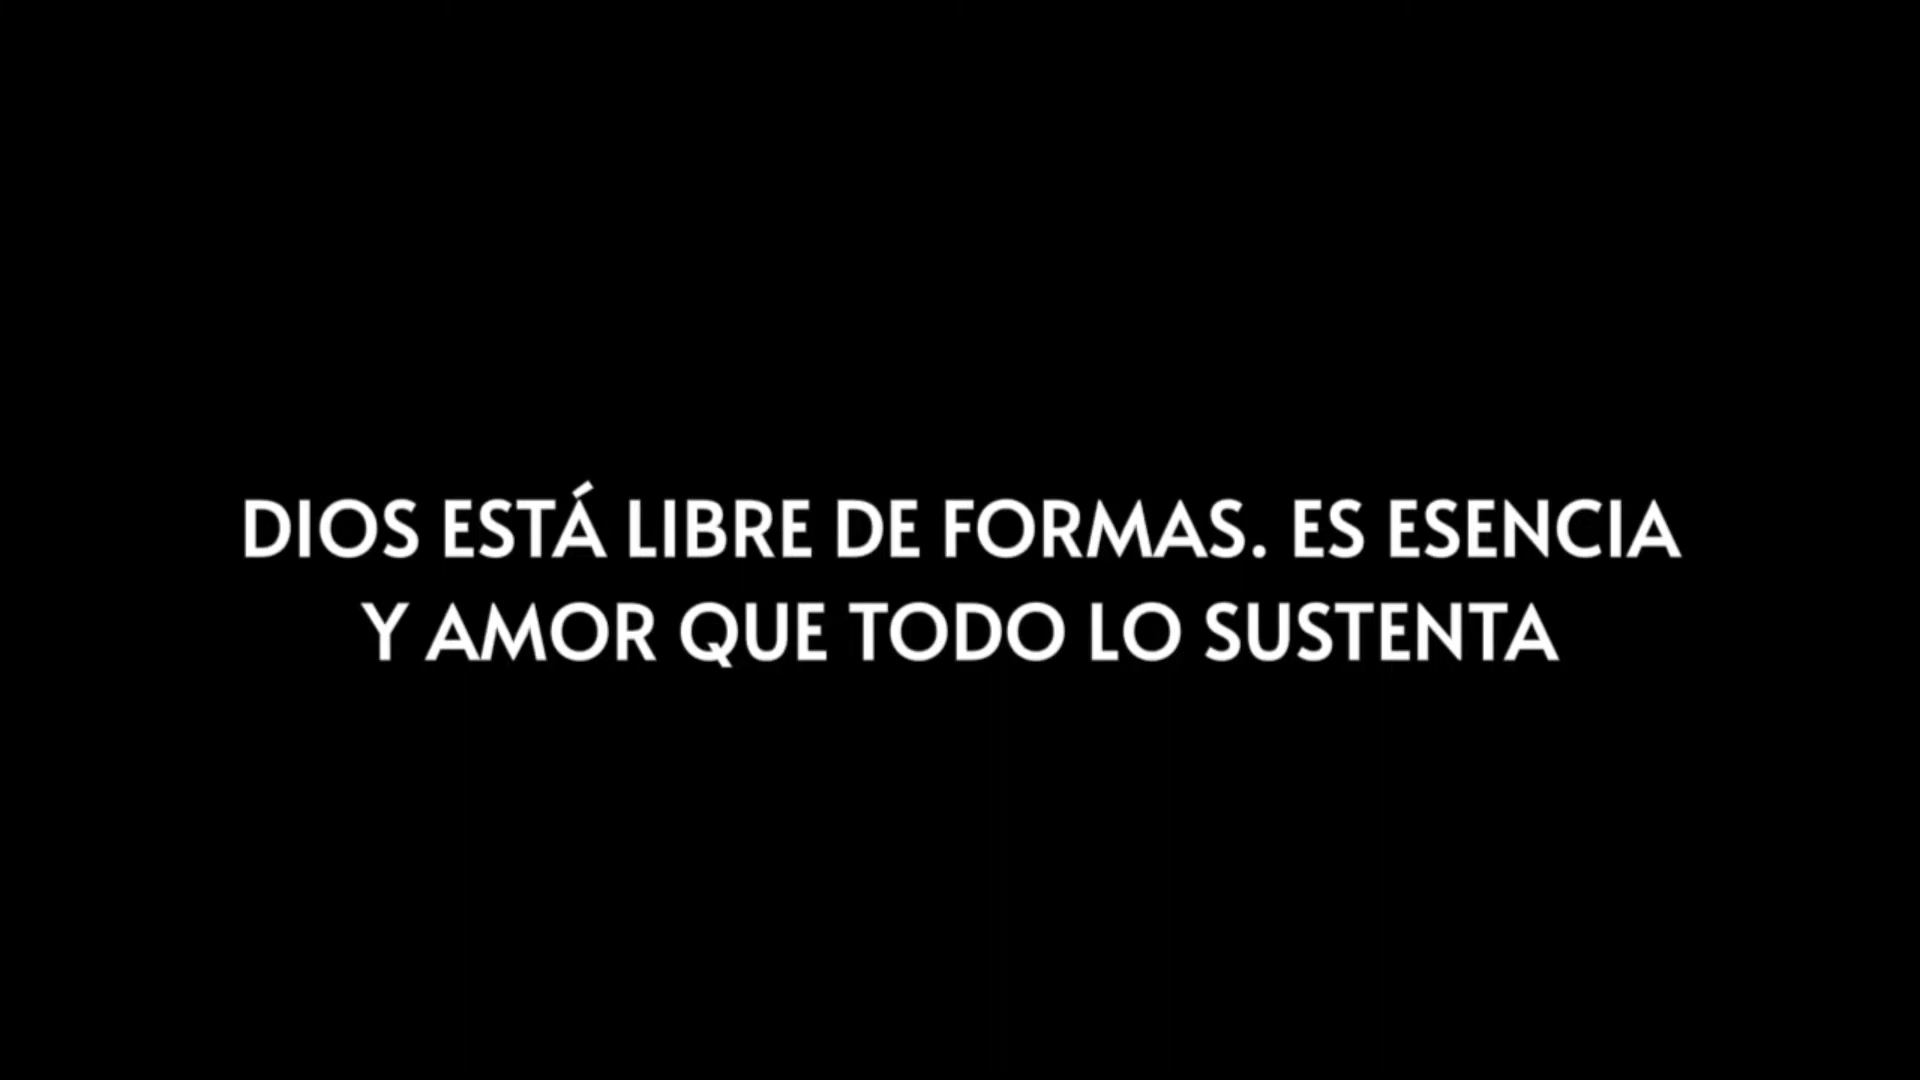 DIOS ESTÁ LIBRE DE FORMAS. ES ESENCIA
Y AMOR QUE TODO LO SUSTENTA